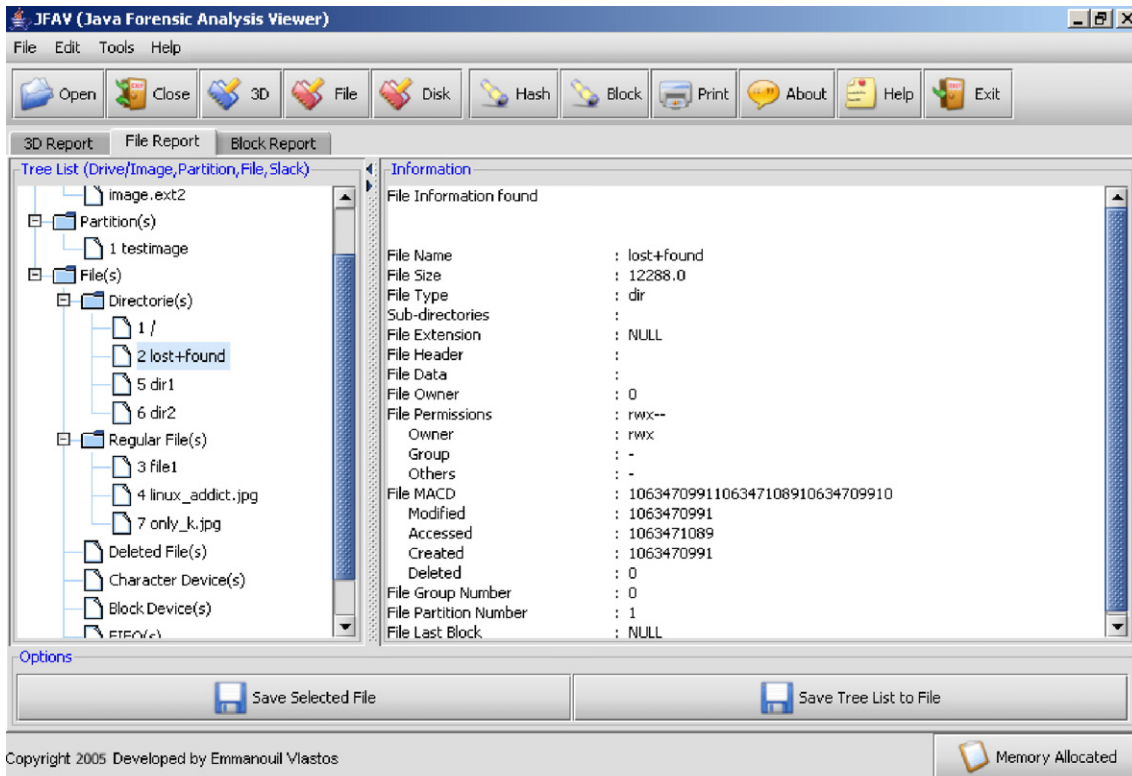 JFAV (Java Forensic Analysis Viewer)
File Edit Tools Help
Open Close 3D File Disk Hash Block Print About Help Exit
3D Report File Report Block Report
Tree List (Drive/Image,Partition,File,Slack)
image.ext2
Partition(s)
1 testimage
File(s)
Directorie(s)
1 /
2 lost+found
5 dir1
6 dir2
Regular File(s)
3 file1
4 linux_addict.jpg
7 only_k.jpg
Deleted File(s)
Character Device(s)
Block Device(s)
FIFO(s)
Information
File Information found
File Name : lost+found
File Size : 12288.0
File Type : dir
Sub-directories :
File Extension : NULL
File Header :
File Data :
File Owner : 0
File Permissions : rwx--
Owner : rwx
Group : -
Others : -
File MACD : 1063470991106347108910634709910
Modified : 1063470991
Accessed : 1063471089
Created : 1063470991
Deleted : 0
File Group Number : 0
File Partition Number : 1
File Last Block : NULL
Options
Save Selected File
Save Tree List to File
Copyright 2005 Developed by Emmanouil Vlastos
Memory Allocated